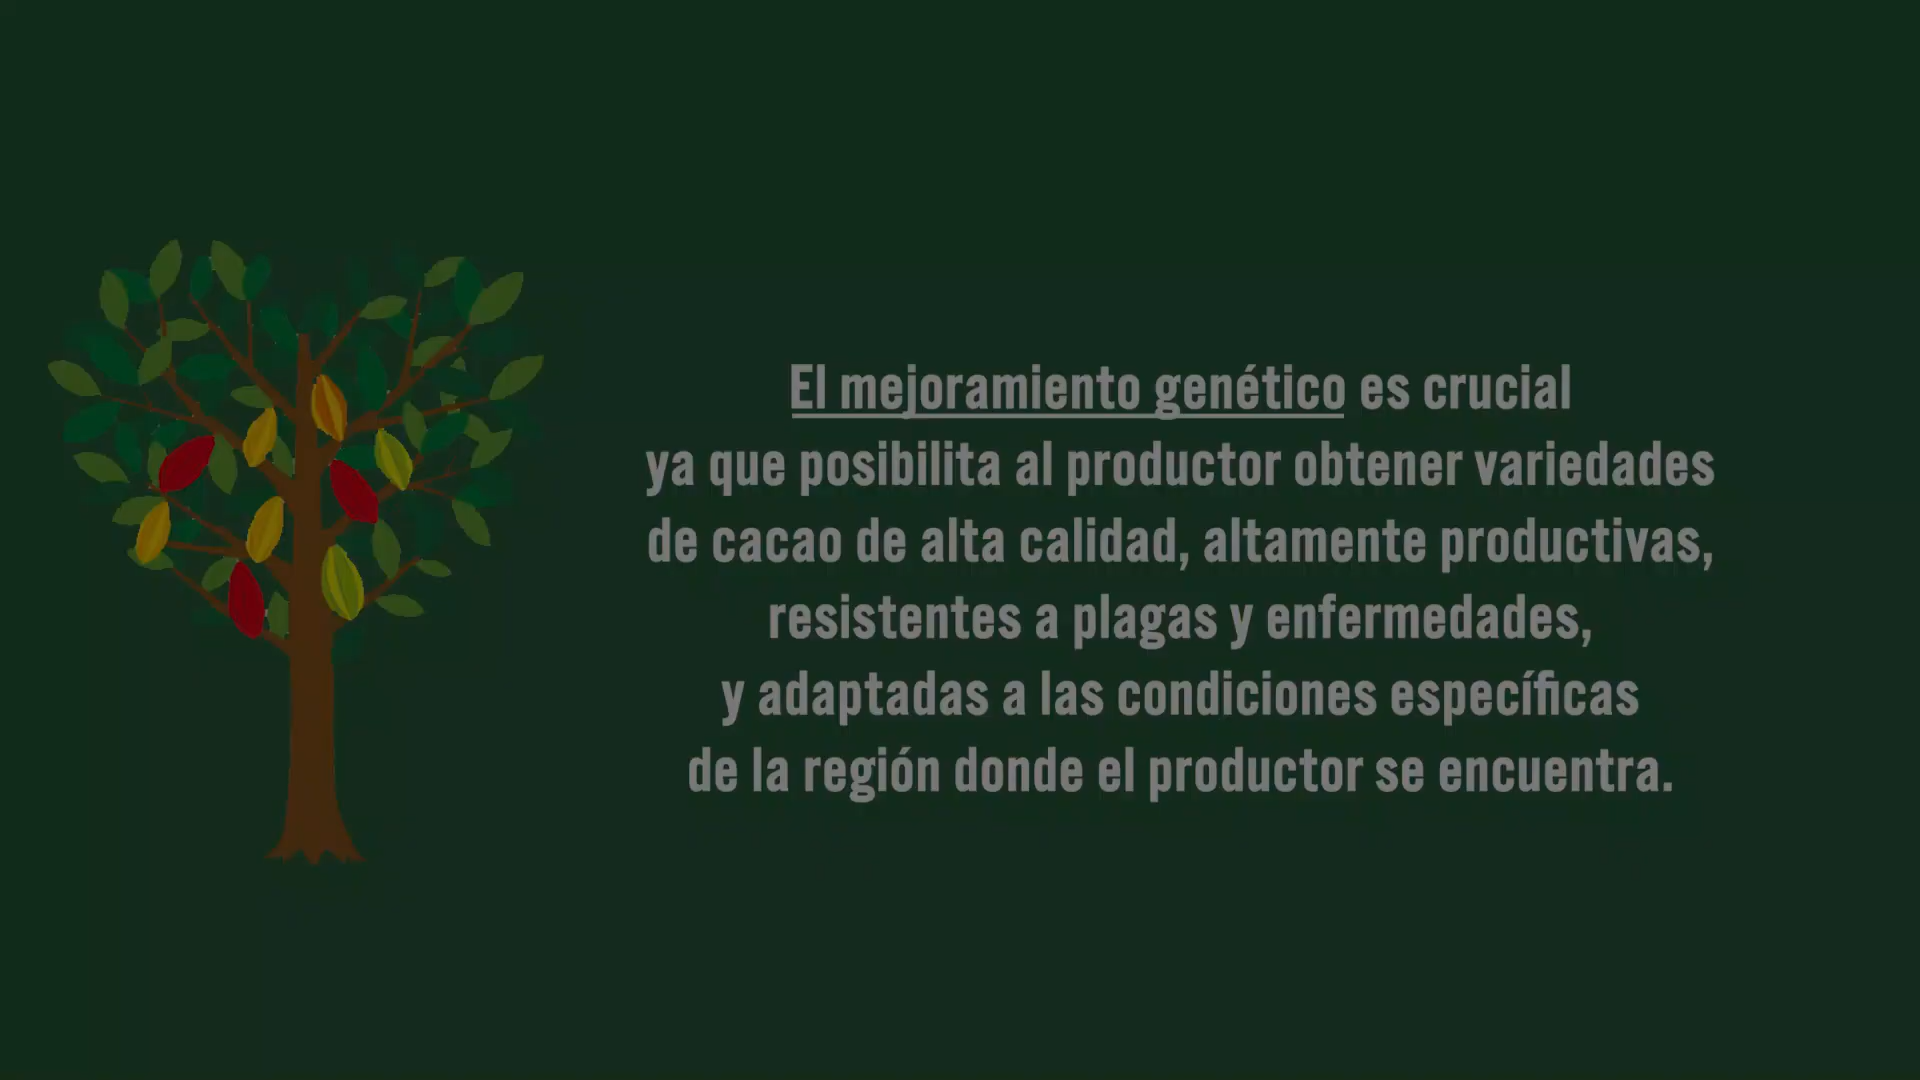 El mejoramiento genético es crucial
ya que posibilita al productor obtener variedades
de cacao de alta calidad, altamente productivas,
resistentes a plagas y enfermedades,
y adaptadas a las condiciones específicas
de la región donde el productor se encuentra.